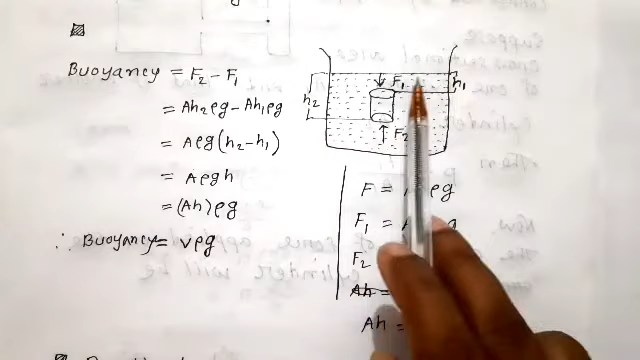 Buoyancy = F₂ - F₁
= Ah₂ρg - Ah₁ρg
= Aρg(h₂-h₁)
= Aρgh
= (Ah)ρg
∴ Buoyancy = vρg
F₁
h₁
h₂
F₂
F = ρg
F₁ =
F₂
Ah =
Ah =